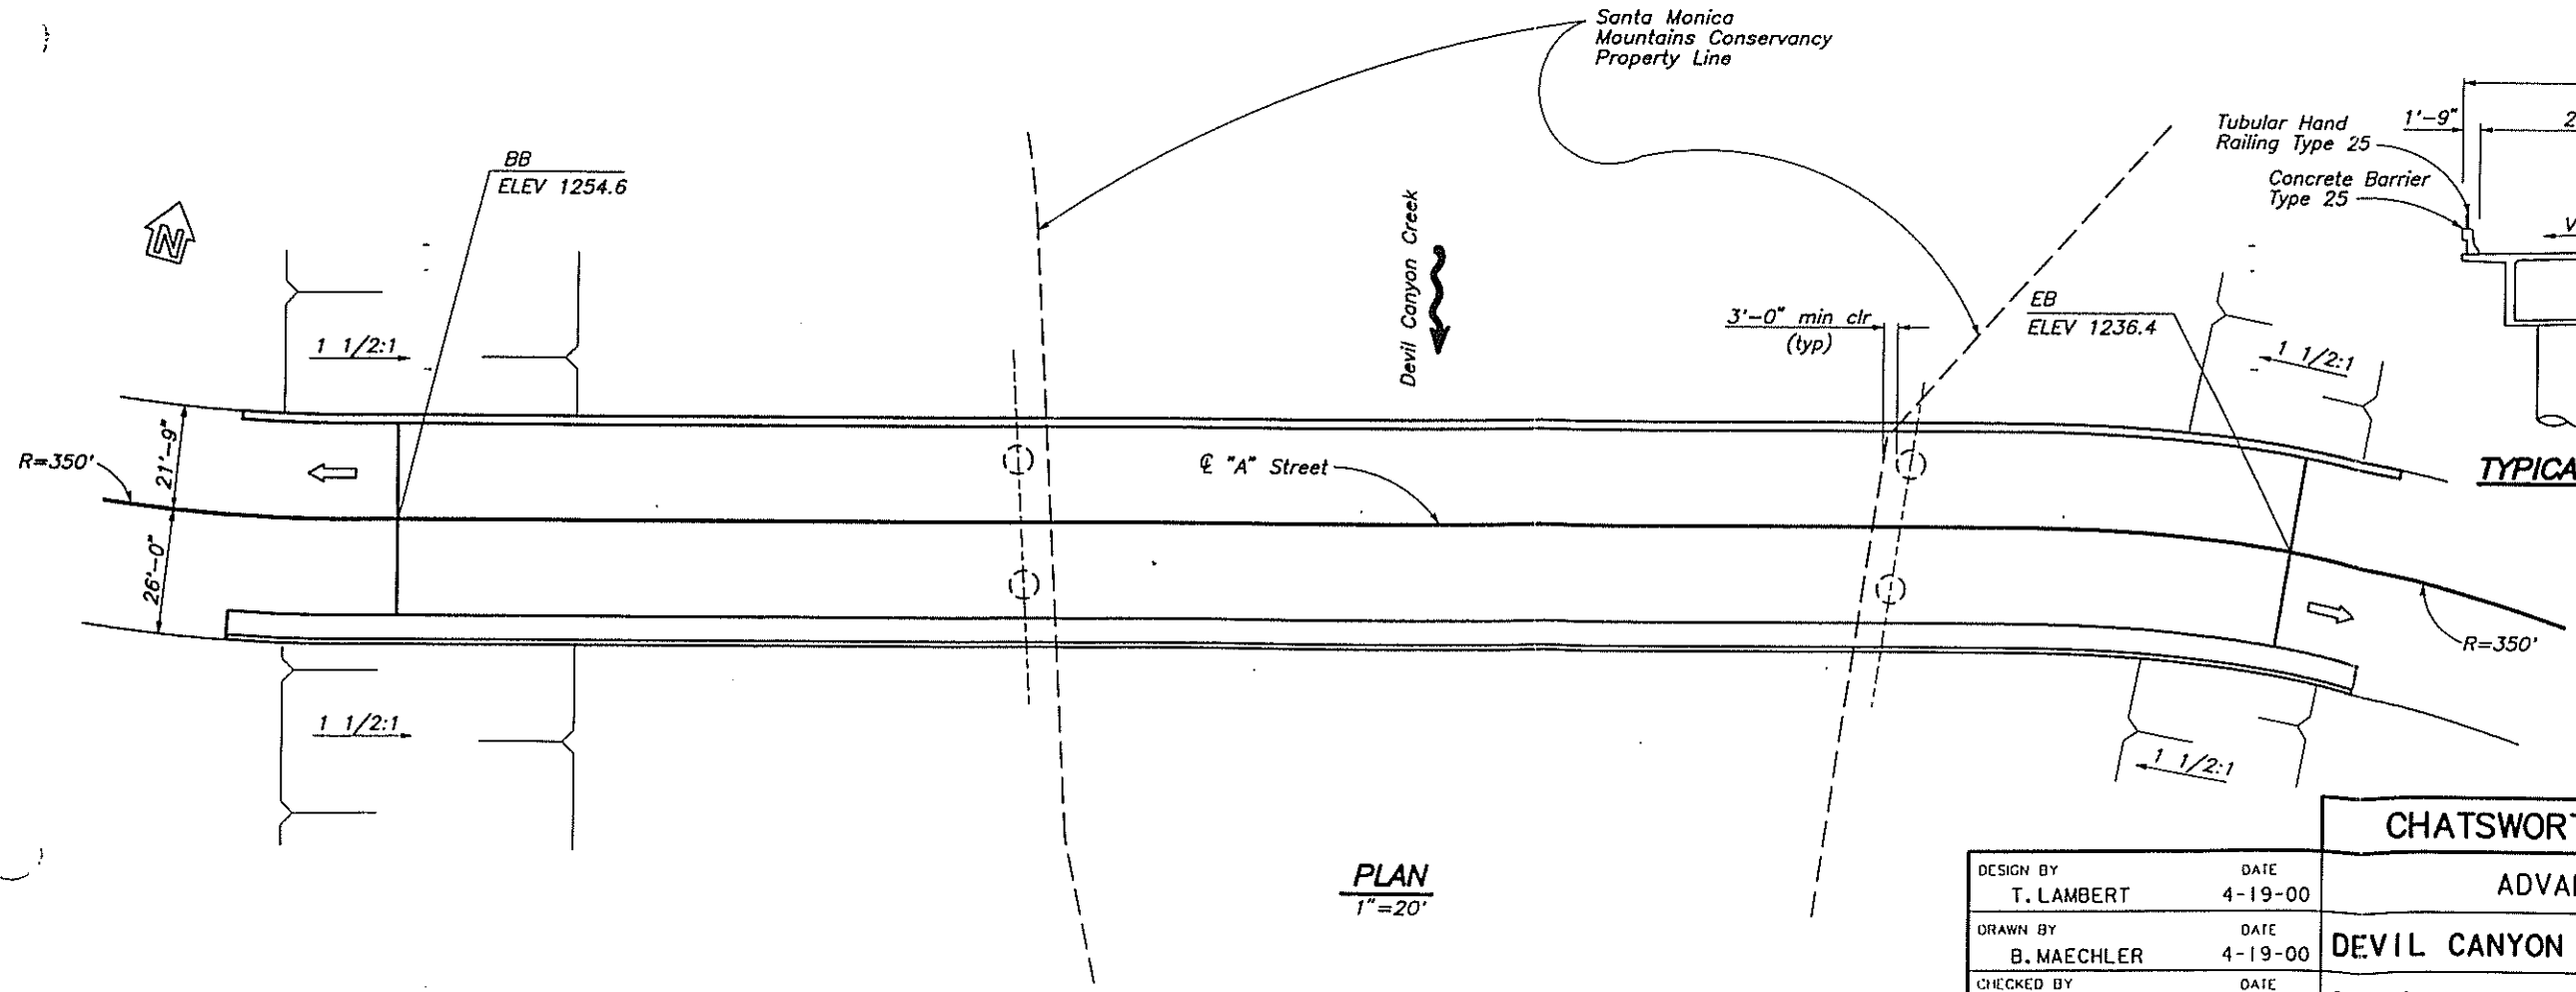 Santa Monica
Mountains Conservancy
Property Line
Tubular Hand
Railing Type 25
1'-9"
2
Concrete Barrier
Type 25
V
BB
ELEV 1254.6
N
Devil Canyon Creek
3'-0" min clr
(typ)
EB
ELEV 1236.4
1 1/2:1
1 1/2:1
21'-9"
R=350'
℄ "A" Street
TYPICA
26'-0"
R=350'
1 1/2:1
1 1/2:1
PLAN
1"=20'
CHATSWORT
DESIGN BY DATE
T. LAMBERT 4-19-00
ADVA
DRAWN BY DATE
B. MAECHLER 4-19-00
DEVIL CANYON
CHECKED BY DATE